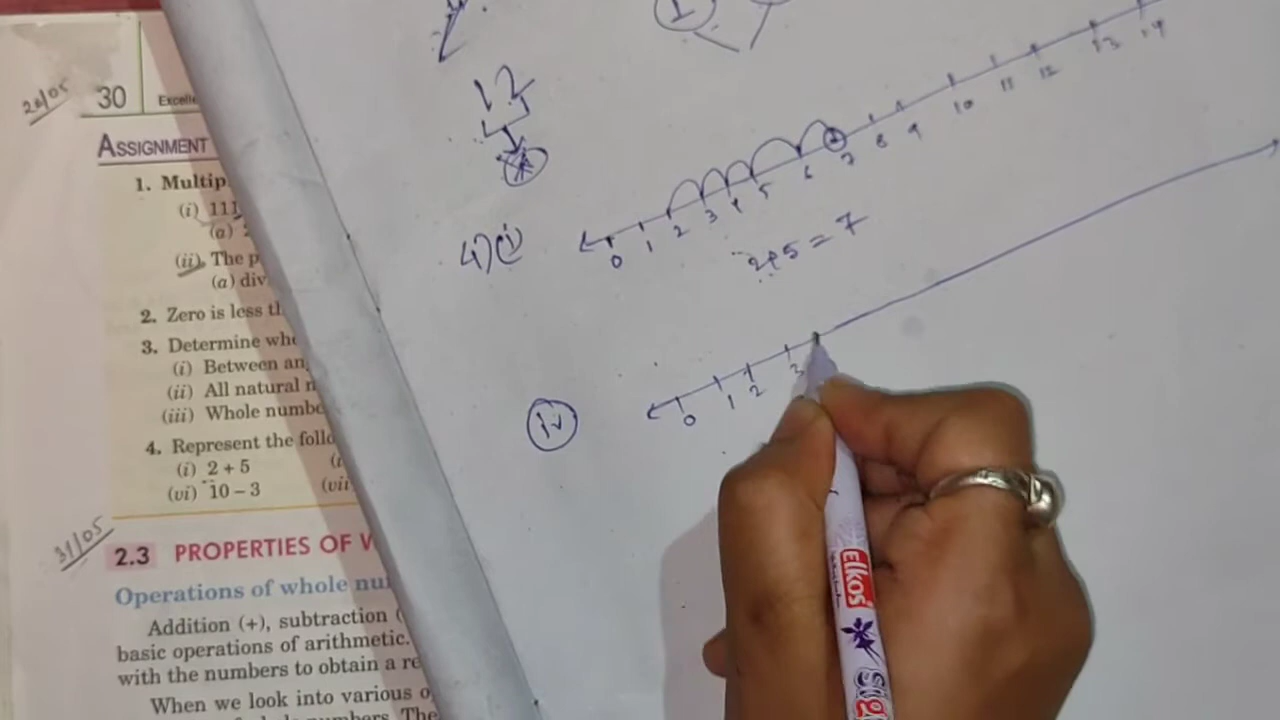 20/05
30
Excelle
ASSIGNMENT
1. Multip
(i) 111
(a)
(ii) The p
(a) div
2. Zero is less th
3. Determine whe
(i) Between an
(ii) All natural n
(iii) Whole numbe
4. Represent the follo
(i) 2 + 5
(vi) 10 – 3
(vii
31/05
2.3 PROPERTIES OF
Operations of whole nu
Addition (+), subtraction (
basic operations of arithmetic.
with the numbers to obtain a re
When we look into various o
The
1
12
4)(i)
0 1 2 3 4 5 6 7 8 9 10 11 12 13 14
2+5 = 7
iv
0 1 2 3
Elkos